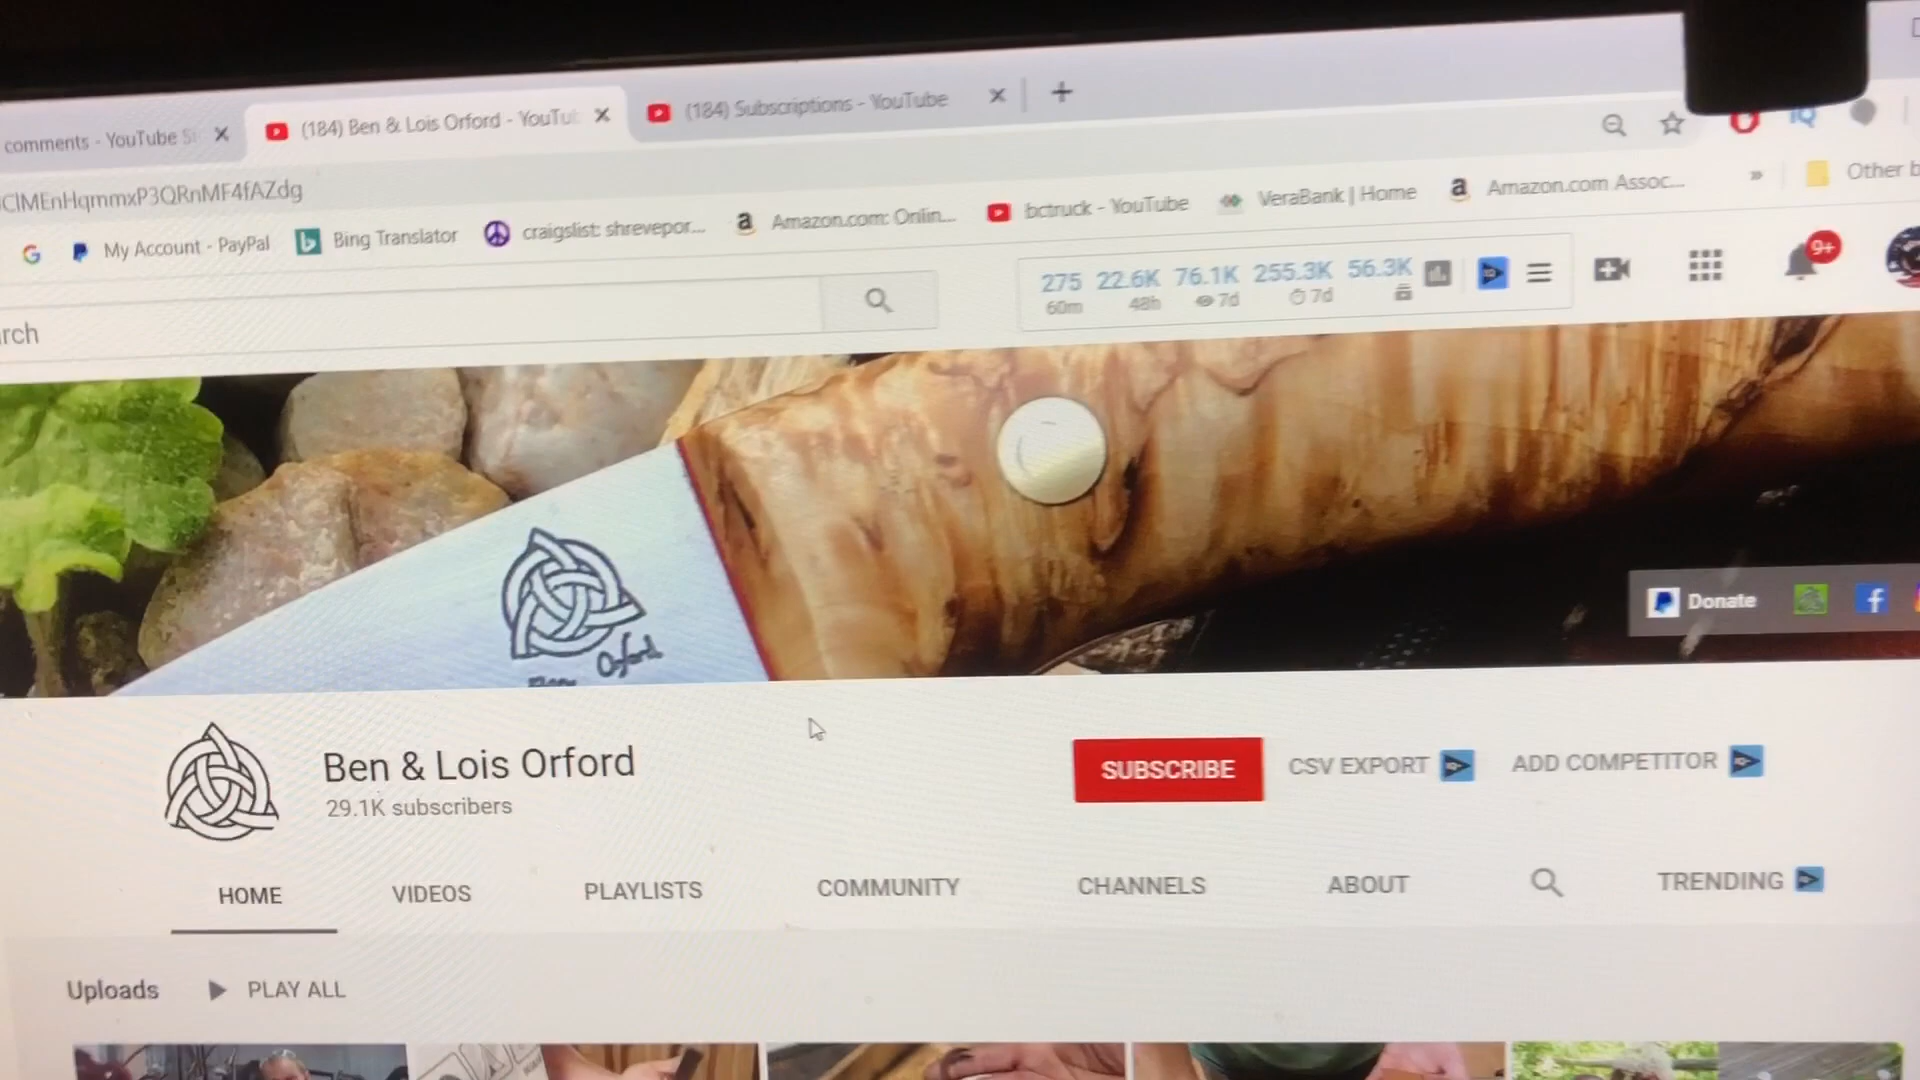 comments - YouTube S
(184) Ben & Lois Orford - YouTu
(184) Subscriptions - YouTube
ClMEnHqmmxP3QRnMF4fAZdg
My Account - PayPal
Bing Translator
craigslist: shrevepor...
Amazon.com: Onlin...
bctruck - YouTube
VeraBank | Home
Amazon.com Assoc...
»
Other b
275 22.6K 76.1K 255.3K 56.3K
60m 48h 7d 7d
9+
rch
Orford
Donate
Ben & Lois Orford
29.1K subscribers
SUBSCRIBE
CSV EXPORT
ADD COMPETITOR
HOME VIDEOS PLAYLISTS COMMUNITY CHANNELS ABOUT TRENDING
Uploads PLAY ALL